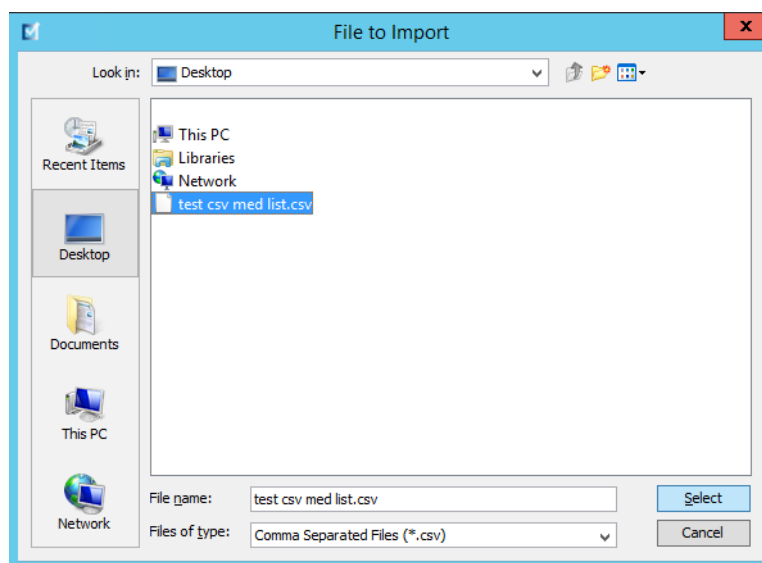 File to Import
x
Look in: Desktop
Recent Items
Desktop
Documents
This PC
Network
This PC
Libraries
Network
test csv med list.csv
File name: test csv med list.csv Select
Files of type: Comma Separated Files (*.csv) Cancel